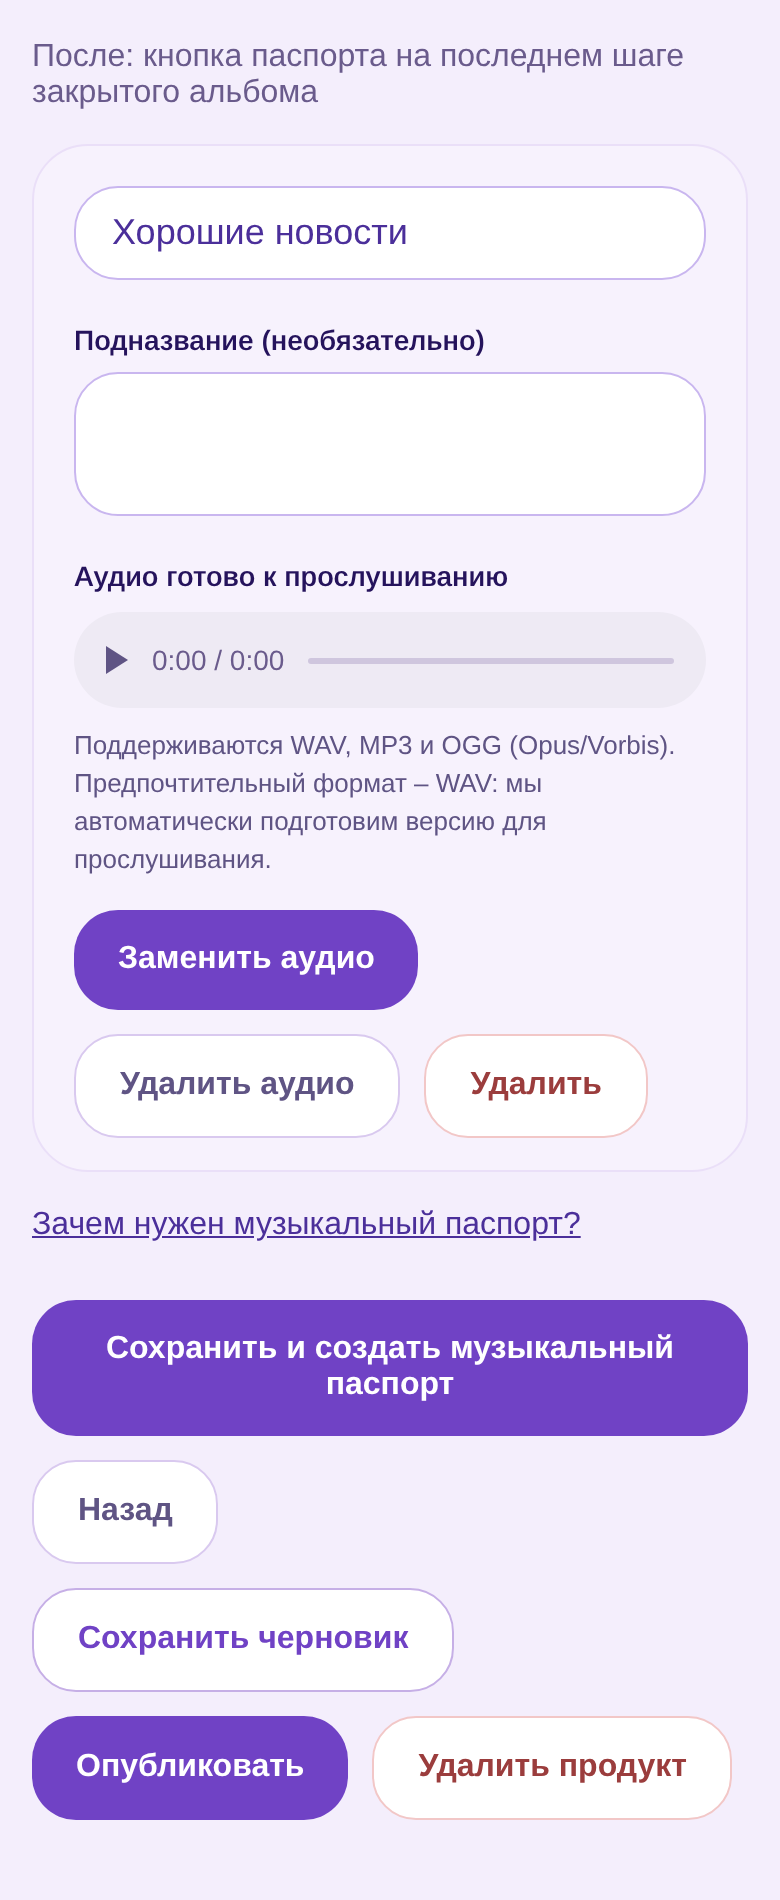 После: кнопка паспорта на последнем шаге
закрытого альбома
Хорошие новости
Подназвание (необязательно)
Аудио готово к прослушиванию
0:00 / 0:00
Поддерживаются WAV, MP3 и OGG (Opus/Vorbis).
Предпочтительный формат – WAV: мы
автоматически подготовим версию для
прослушивания.
Заменить аудио
Удалить аудио
Удалить
Зачем нужен музыкальный паспорт?
Сохранить и создать музыкальный
паспорт
Назад
Сохранить черновик
Опубликовать
Удалить продукт